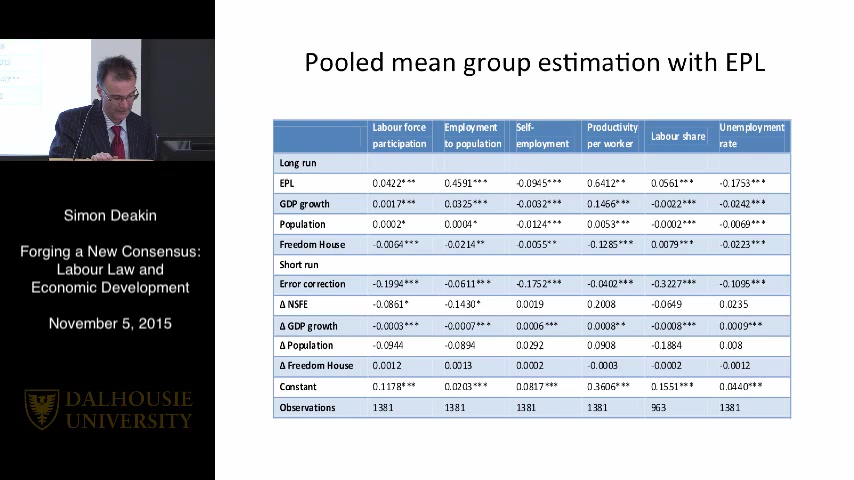 Simon Deakin
Forging a New Consensus:
Labour Law and
Economic Development
November 5, 2015
DALHOUSIE
UNIVERSITY
Pooled mean group estimation with EPL
Labour force participation Employment to population Self-employment Productivity per worker Labour share Unemployment rate
Long run
EPL 0.0422*** 0.4591*** -0.0945*** 0.6412** 0.0561*** -0.1753***
GDP growth 0.0017*** 0.0325*** -0.0032*** 0.1466*** -0.0022*** -0.0242***
Population 0.0002* 0.0004* -0.0124*** 0.0053*** -0.0002*** -0.0069***
Freedom House -0.0064*** -0.0214** -0.0055** -0.1285*** 0.0079*** -0.0223***
Short run
Error correction -0.1994*** -0.0611*** -0.1752*** -0.0402*** -0.3227*** -0.1095***
Δ NSFE -0.0861* -0.1430* 0.0019 0.2008 -0.0649 0.0235
Δ GDP growth -0.0003*** -0.0007*** 0.0006*** 0.0008** -0.0008*** 0.0009***
Δ Population -0.0944 -0.0894 0.0292 0.0908 -0.1884 0.008
Δ Freedom House 0.0012 0.0013 0.0002 -0.0003 -0.0002 -0.0012
Constant 0.1178*** 0.0203*** 0.0817*** 0.3606*** 0.1551*** 0.0440***
Observations 1381 1381 1381 1381 963 1381